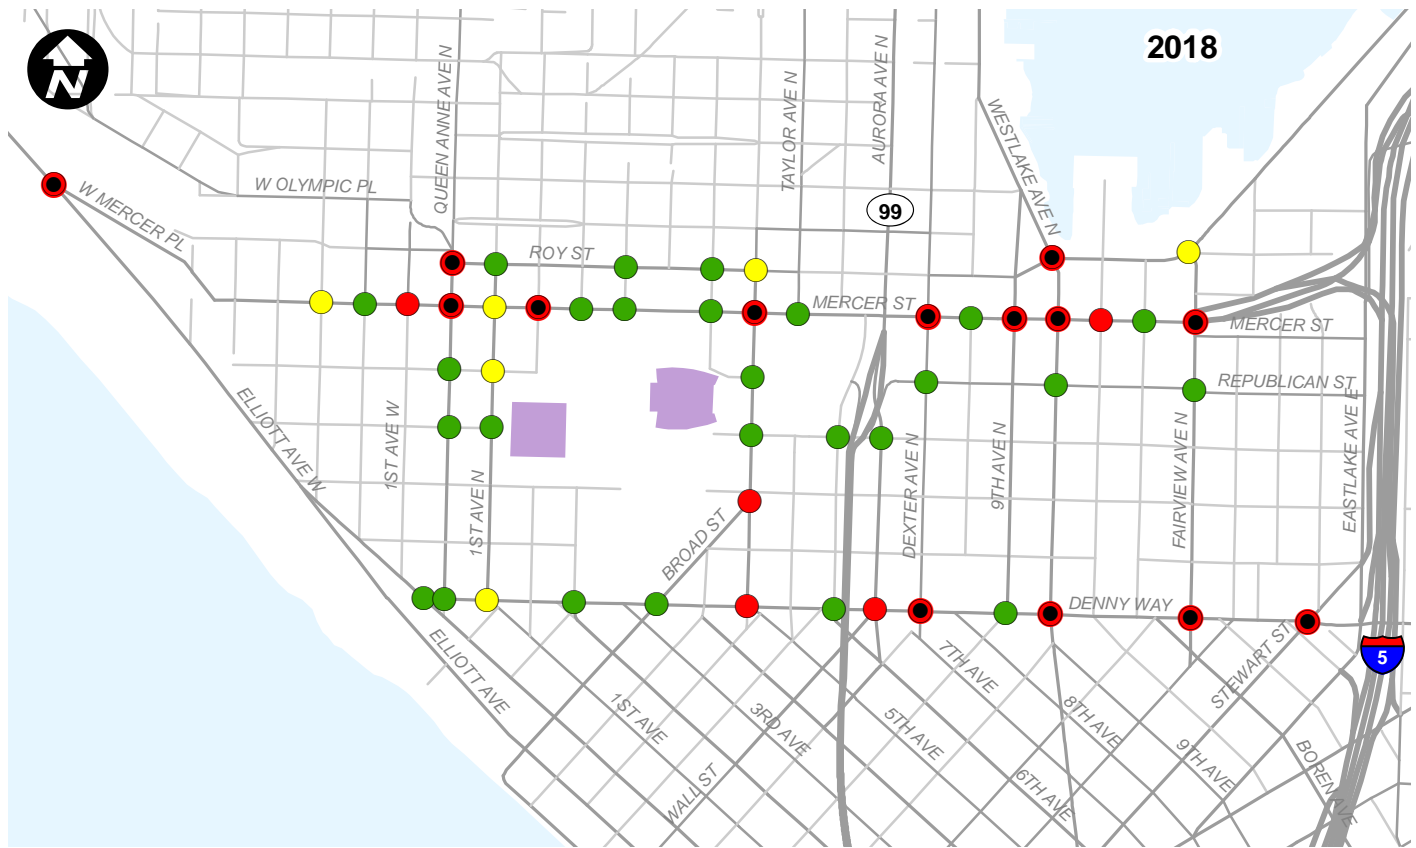 2018
N
QUEEN ANNE AVE N
TAYLOR AVE N
AURORA AVE N
WESTLAKE AVE N
W OLYMPIC PL
W MERCER PL
99
ROY ST
MERCER ST
MERCER ST
REPUBLICAN ST
ELLIOTT AVE W
1ST AVE W
1ST AVE N
BROAD ST
DEXTER AVE N
9TH AVE N
FAIRVIEW AVE N
EASTLAKE AVE E
DENNY WAY
ELLIOTT AVE
1ST AVE
3RD AVE
5TH AVE
7TH AVE
8TH AVE
STEWART ST
5
WALL ST
6TH AVE
9TH AVE
BOREN AVE